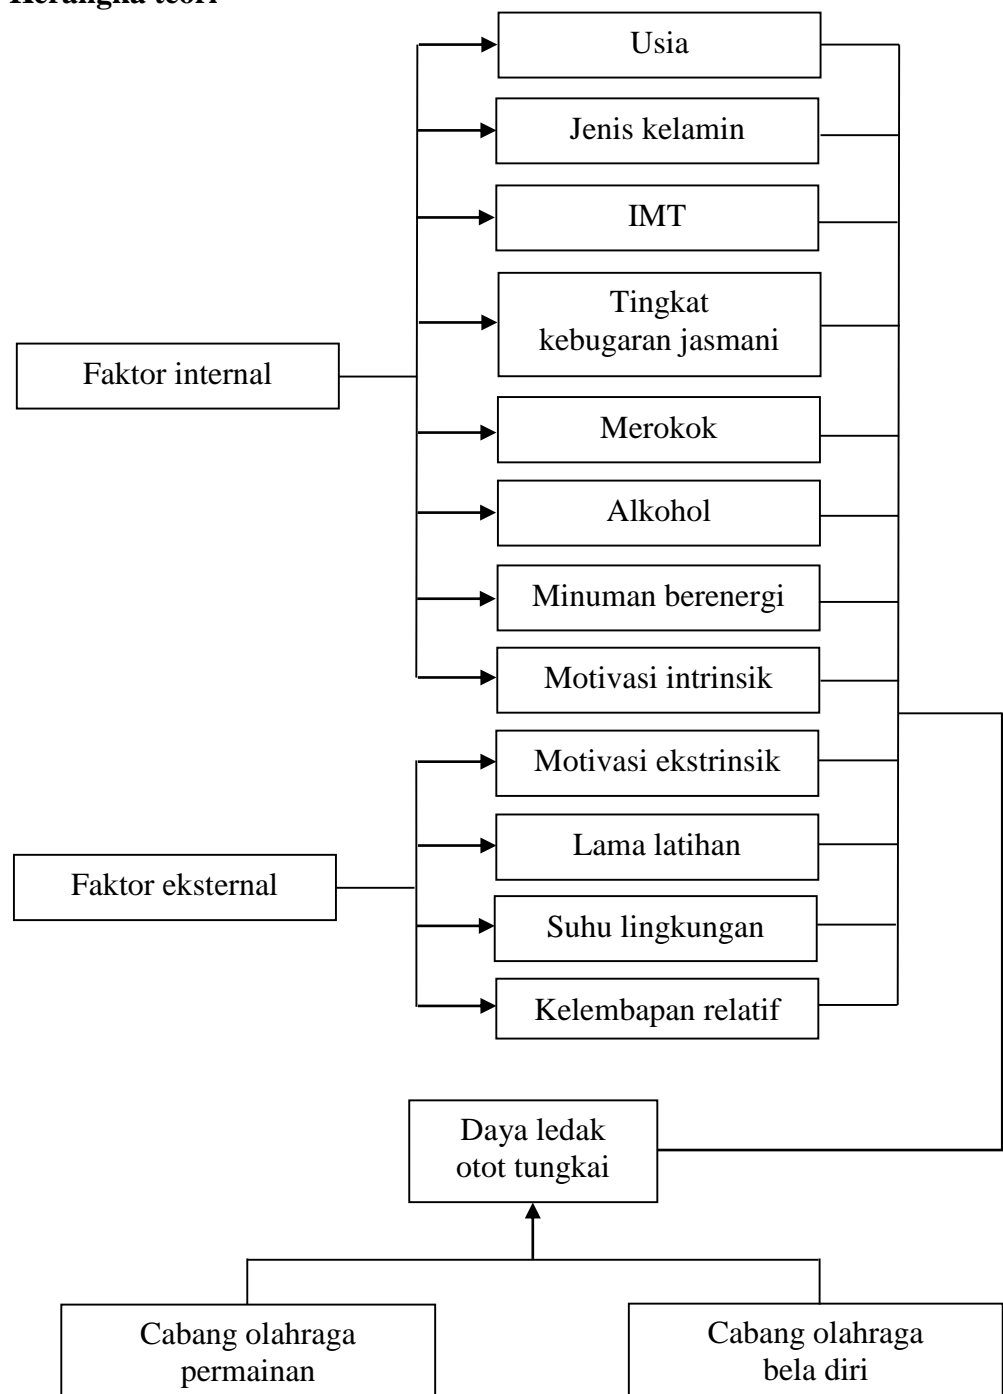 Kerangka teori
Usia
Jenis kelamin
IMT
Tingkat
kebugaran jasmani
Faktor internal
Merokok
Alkohol
Minuman berenergi
Motivasi intrinsik
Motivasi ekstrinsik
Lama latihan
Faktor eksternal
Suhu lingkungan
Kelembapan relatif
Daya ledak
otot tungkai
Cabang olahraga
permainan
Cabang olahraga
bela diri